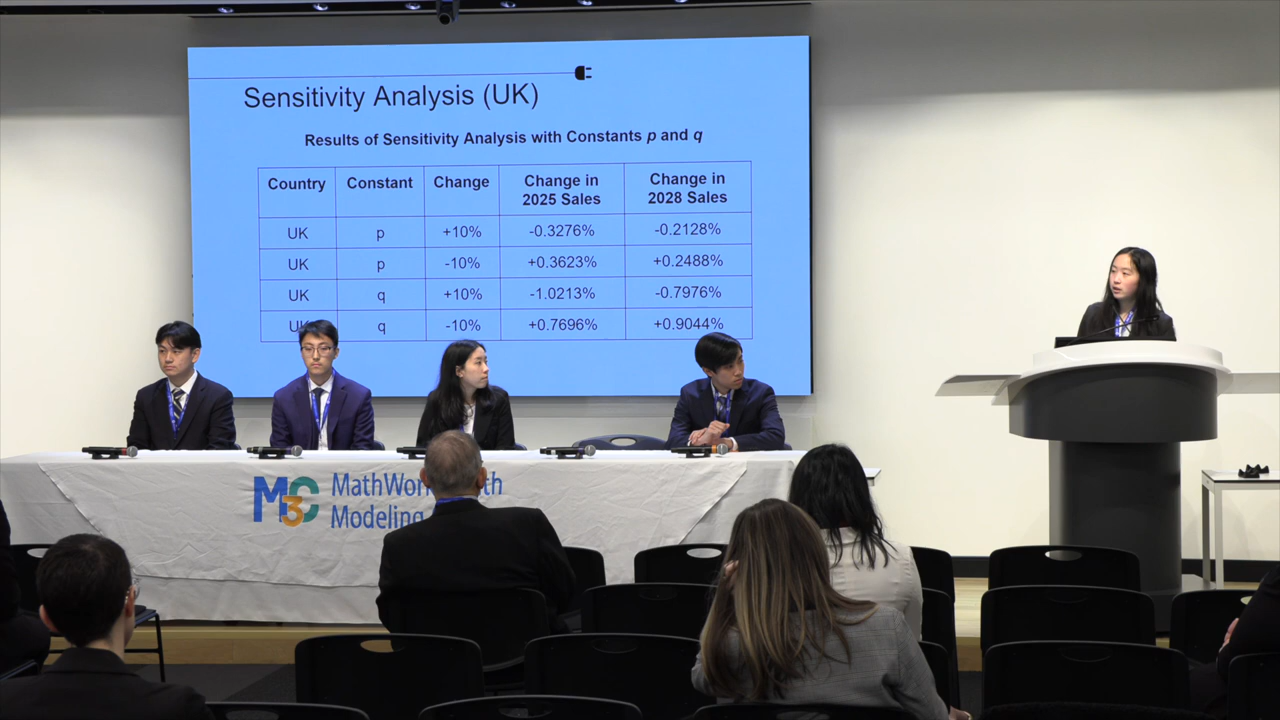 Sensitivity Analysis (UK)
Results of Sensitivity Analysis with Constants p and q
Country Constant Change Change in 2025 Sales Change in 2028 Sales
UK p +10% -0.3276% -0.2128%
UK p -10% +0.3623% +0.2488%
UK q +10% -1.0213% -0.7976%
UK q -10% +0.7696% +0.9044%
M3C
Modeling